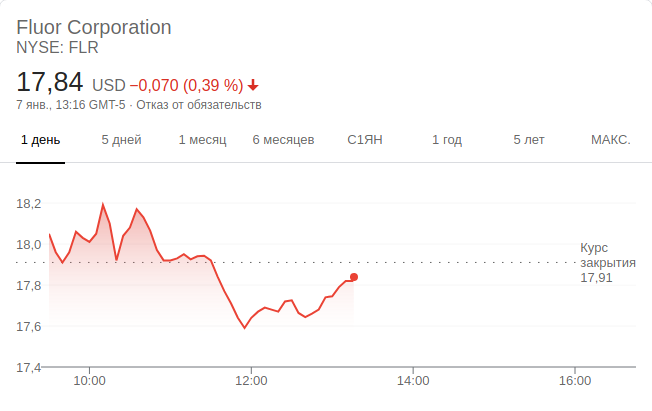 Fluor Corporation
NYSE: FLR
17,84 USD −0,070 (0,39 %)
7 янв., 13:16 GMT-5 · Отказ от обязательств
1 день 5 дней 1 месяц 6 месяцев С1ЯН 1 год 5 лет МАКС.
18,2
18,0
17,8
17,6
17,4
Курс
закрытия
17,91
10:00 12:00 14:00 16:00